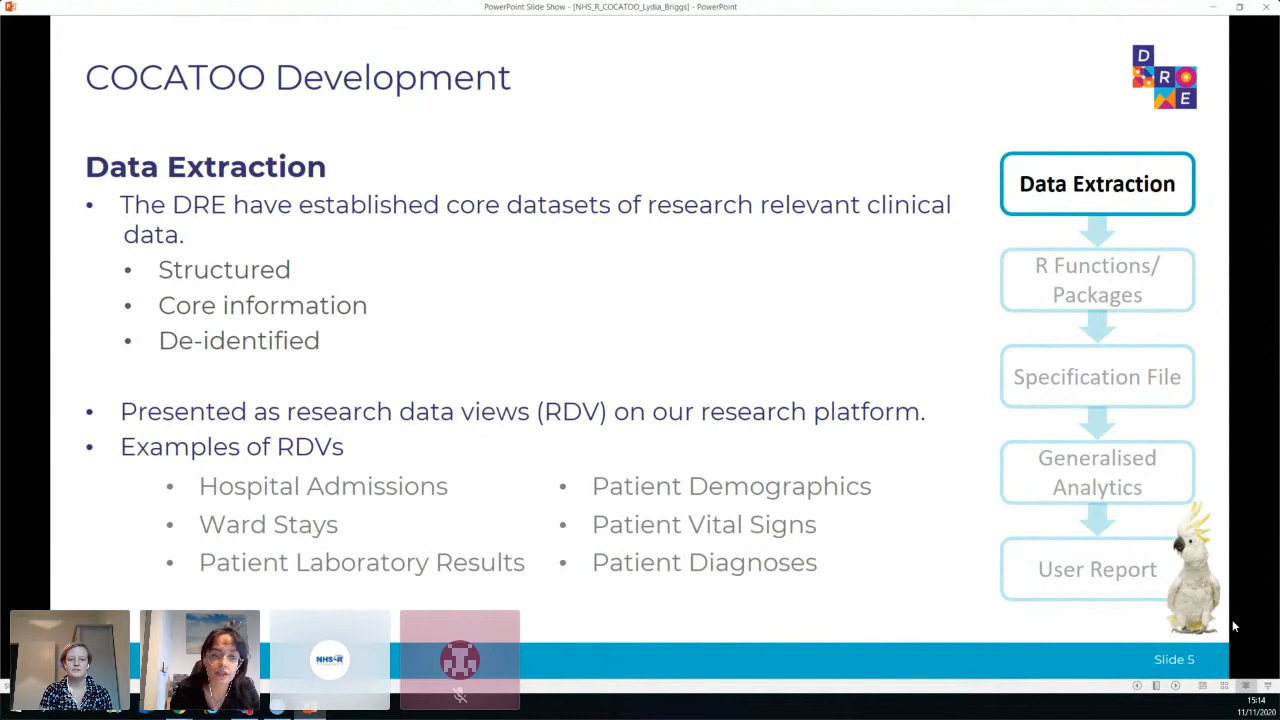 PowerPoint Slide Show - [NHS_R_COCATOO_Lydia_Briggs] - PowerPoint
COCATOO Development
D
R
E
Data Extraction
• The DRE have established core datasets of research relevant clinical
data.
• Structured
• Core information
• De-identified
• Presented as research data views (RDV) on our research platform.
• Examples of RDVs
• Hospital Admissions
• Ward Stays
• Patient Laboratory Results
• Patient Demographics
• Patient Vital Signs
• Patient Diagnoses
Data Extraction
R Functions/
Packages
Specification File
Generalised
Analytics
User Report
NHS-R
Slide 5
15:14
11/11/2020